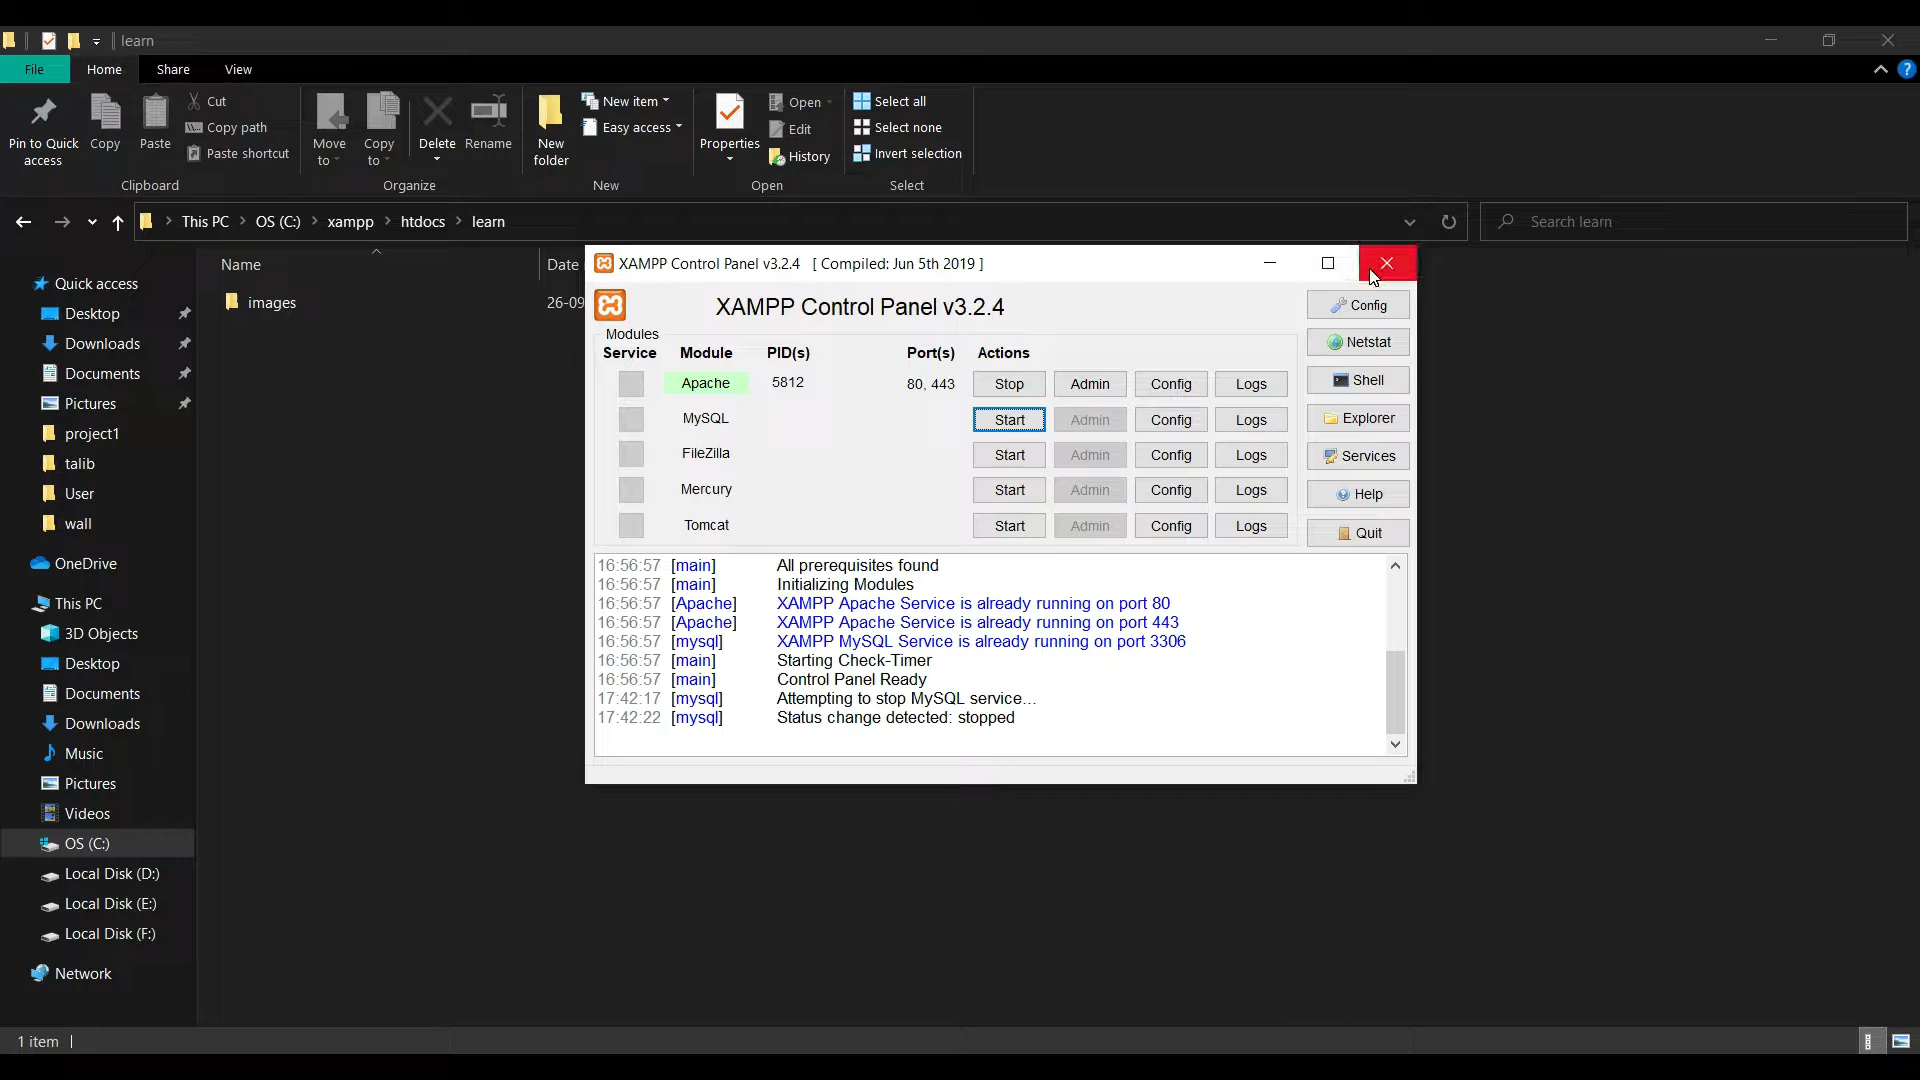 learn
File Home Share View
Pin to Quick access
Copy
Paste
Cut
Copy path
Paste shortcut
Clipboard
Move to
Copy to
Delete
Rename
Organize
New folder
New item
Easy access
New
Properties
Open
Edit
History
Open
Select all
Select none
Invert selection
Select
This PC OS (C:) xampp htdocs learn
Search learn
Name Date
images 26-09
Quick access
Desktop
Downloads
Documents
Pictures
project1
talib
User
wall
OneDrive
This PC
3D Objects
Desktop
Documents
Downloads
Music
Pictures
Videos
OS (C:)
Local Disk (D:)
Local Disk (E:)
Local Disk (F:)
Network
1 item
XAMPP Control Panel v3.2.4 [ Compiled: Jun 5th 2019 ]
XAMPP Control Panel v3.2.4
Modules
Service Module PID(s) Port(s) Actions
Apache 5812 80, 443 Stop Admin Config Logs
MySQL Start Admin Config Logs
FileZilla Start Admin Config Logs
Mercury Start Admin Config Logs
Tomcat Start Admin Config Logs
Config
Netstat
Shell
Explorer
Services
Help
Quit
16:56:57 [main] All prerequisites found
16:56:57 [main] Initializing Modules
16:56:57 [Apache] XAMPP Apache Service is already running on port 80
16:56:57 [Apache] XAMPP Apache Service is already running on port 443
16:56:57 [mysql] XAMPP MySQL Service is already running on port 3306
16:56:57 [main] Starting Check-Timer
16:56:57 [main] Control Panel Ready
17:42:17 [mysql] Attempting to stop MySQL service...
17:42:22 [mysql] Status change detected: stopped